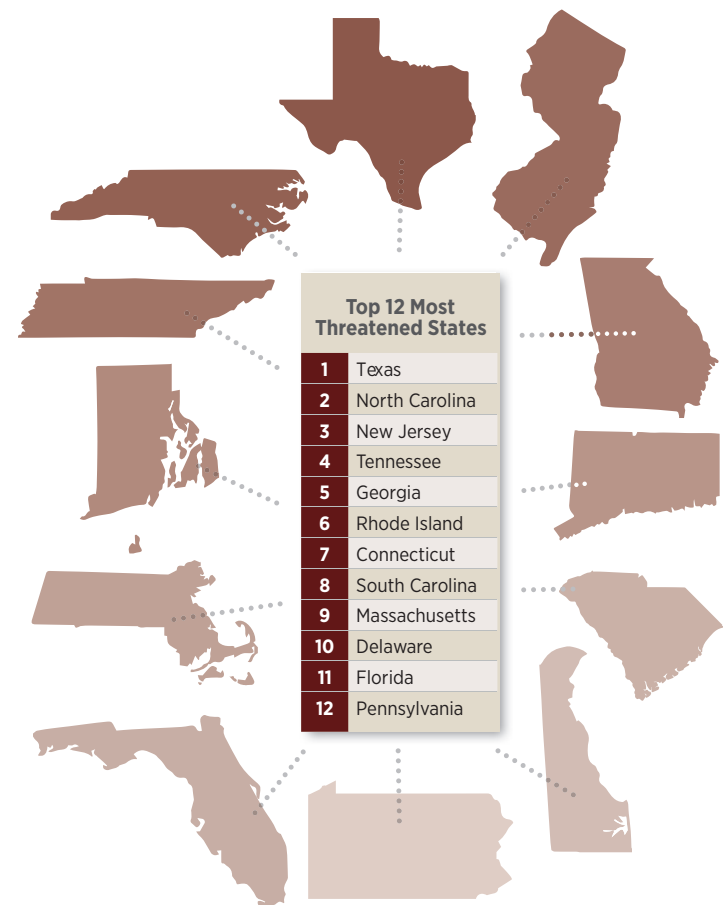 Top 12 Most
Threatened States
1 Texas
2 North Carolina
3 New Jersey
4 Tennessee
5 Georgia
6 Rhode Island
7 Connecticut
8 South Carolina
9 Massachusetts
10 Delaware
11 Florida
12 Pennsylvania